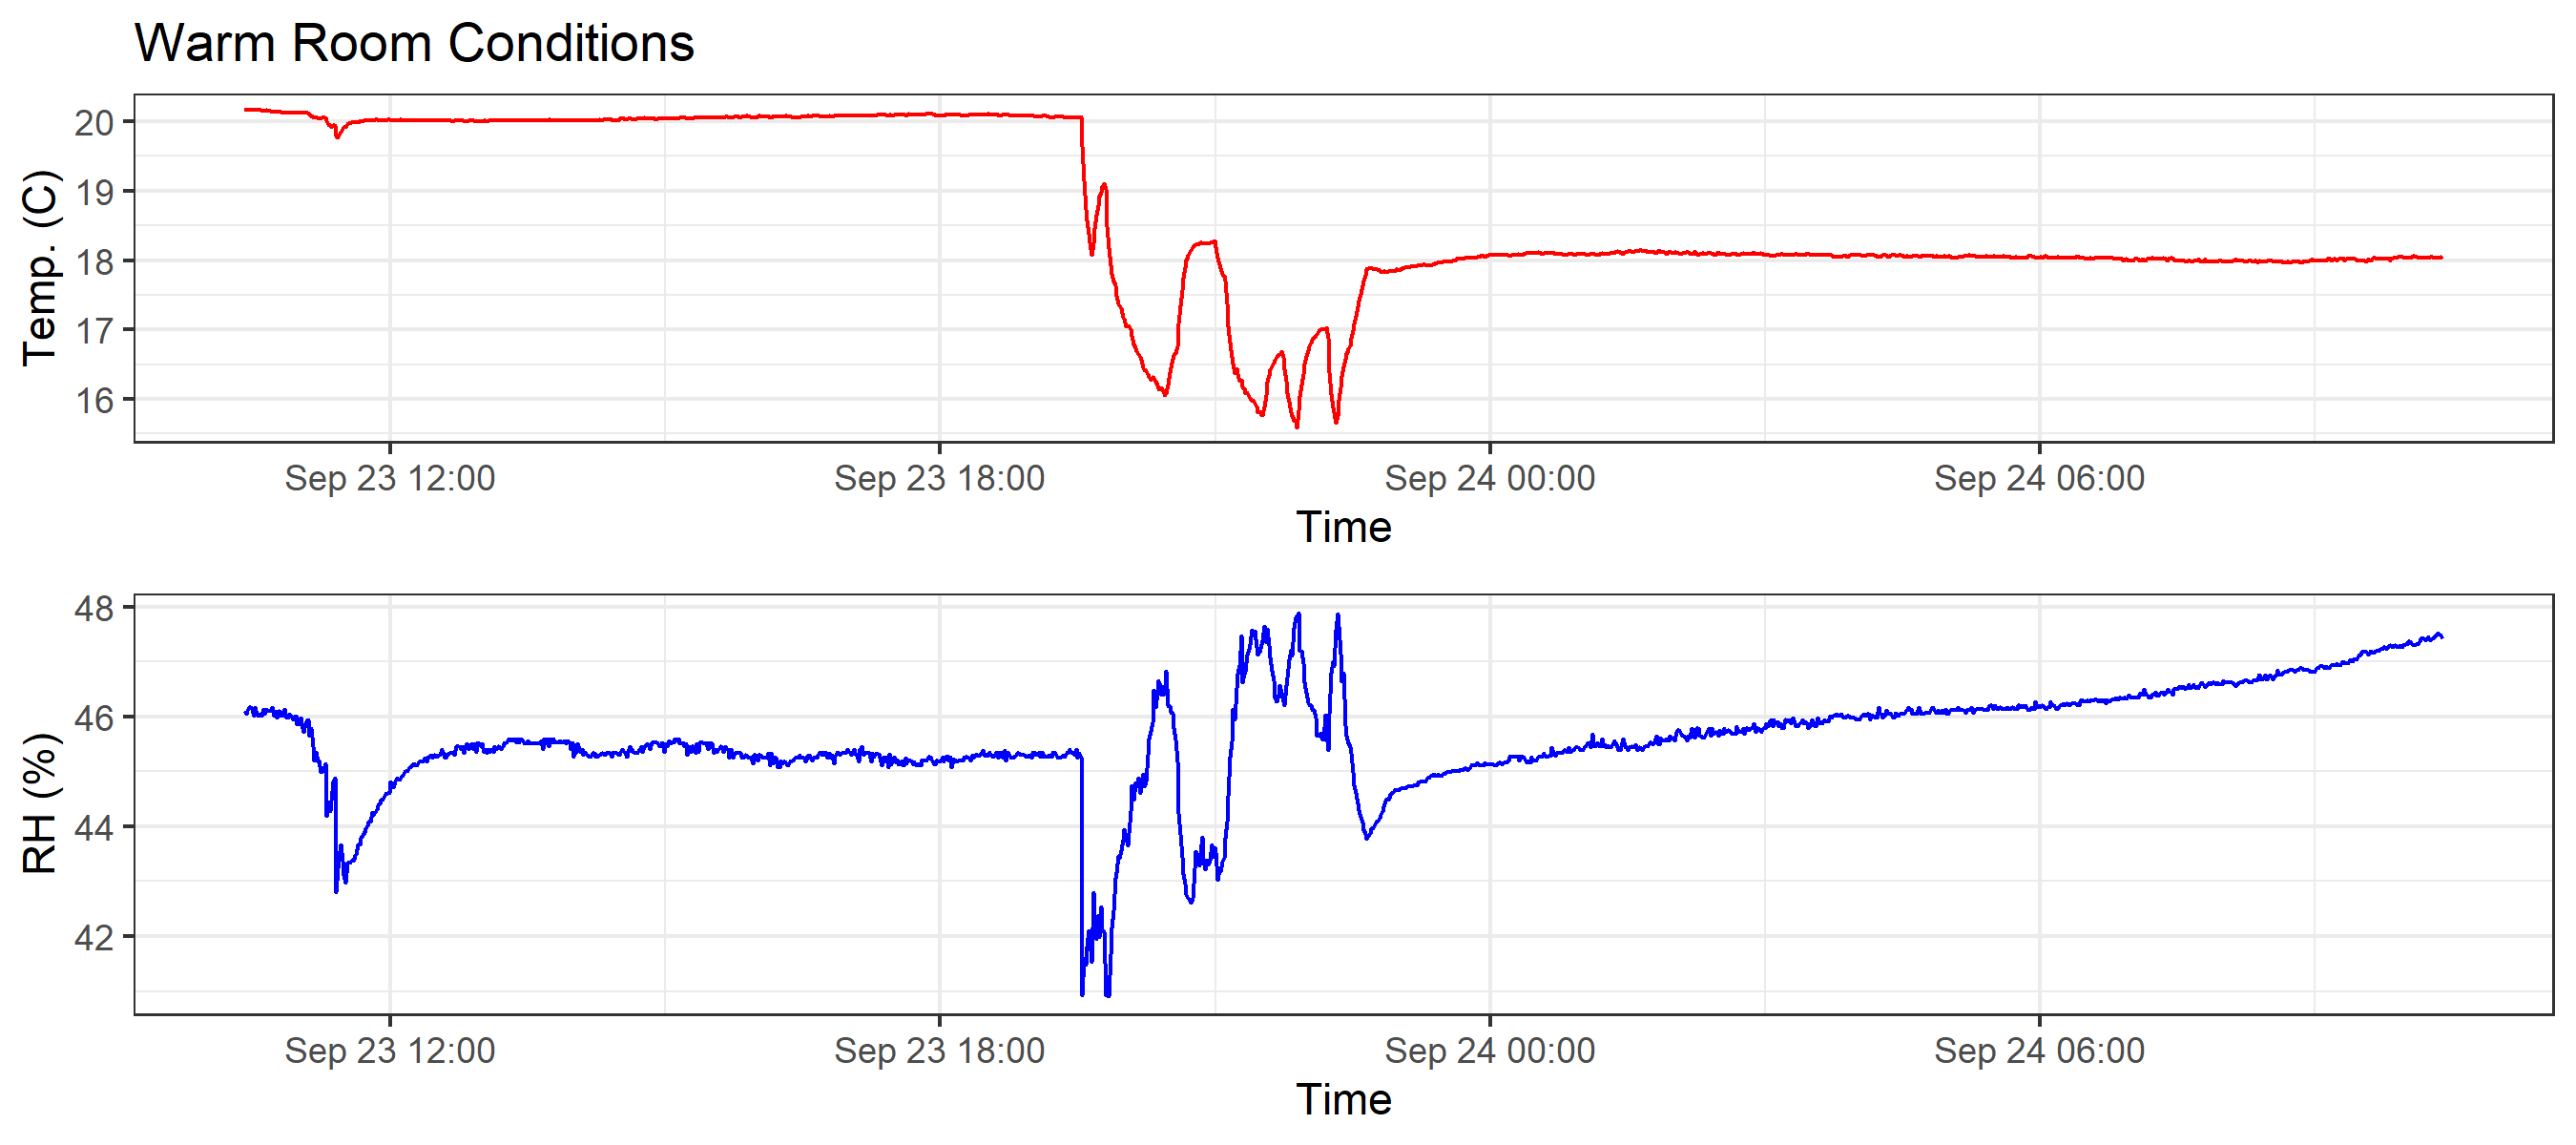 Warm Room Conditions
Temp. (C)
20
19
18
17
16
Sep 23 12:00 Sep 23 18:00 Sep 24 00:00 Sep 24 06:00
Time
RH (%)
48
46
44
42
Sep 23 12:00 Sep 23 18:00 Sep 24 00:00 Sep 24 06:00
Time